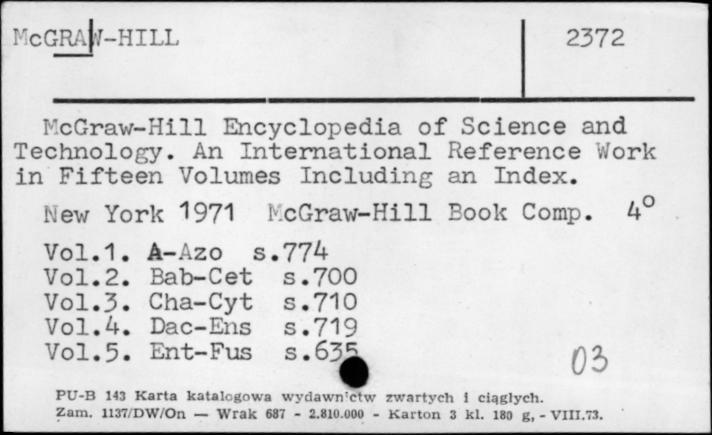 McGRAW-HILL 2372
McGraw-Hill Encyclopedia of Science and
Technology. An International Reference Work
in Fifteen Volumes Including an Index.
New York 1971 McGraw-Hill Book Comp. 4°
Vol.1. A-Azo s.774
Vol.2. Bab-Cet s.700
Vol.3. Cha-Cyt s.710
Vol.4. Dac-Ens s.719
Vol.5. Ent-Fus s.635
03
PU-B 143 Karta katalogowa wydawnictw zwartych i ciągłych.
Zam. 1137/DW/On — Wrak 687 - 2.810.000 - Karton 3 kl. 180 g, - VIII.73.